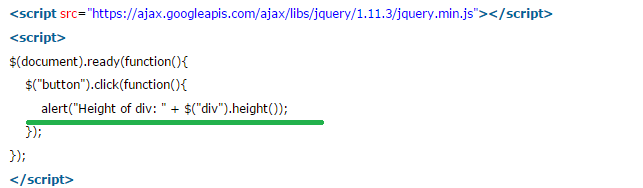 <script src="https://ajax.googleapis.com/ajax/libs/jquery/1.11.3/jquery.min.js"></script>
<script>
$(document).ready(function(){
$("button").click(function(){
alert("Height of div: " + $("div").height());
});
});
</script>